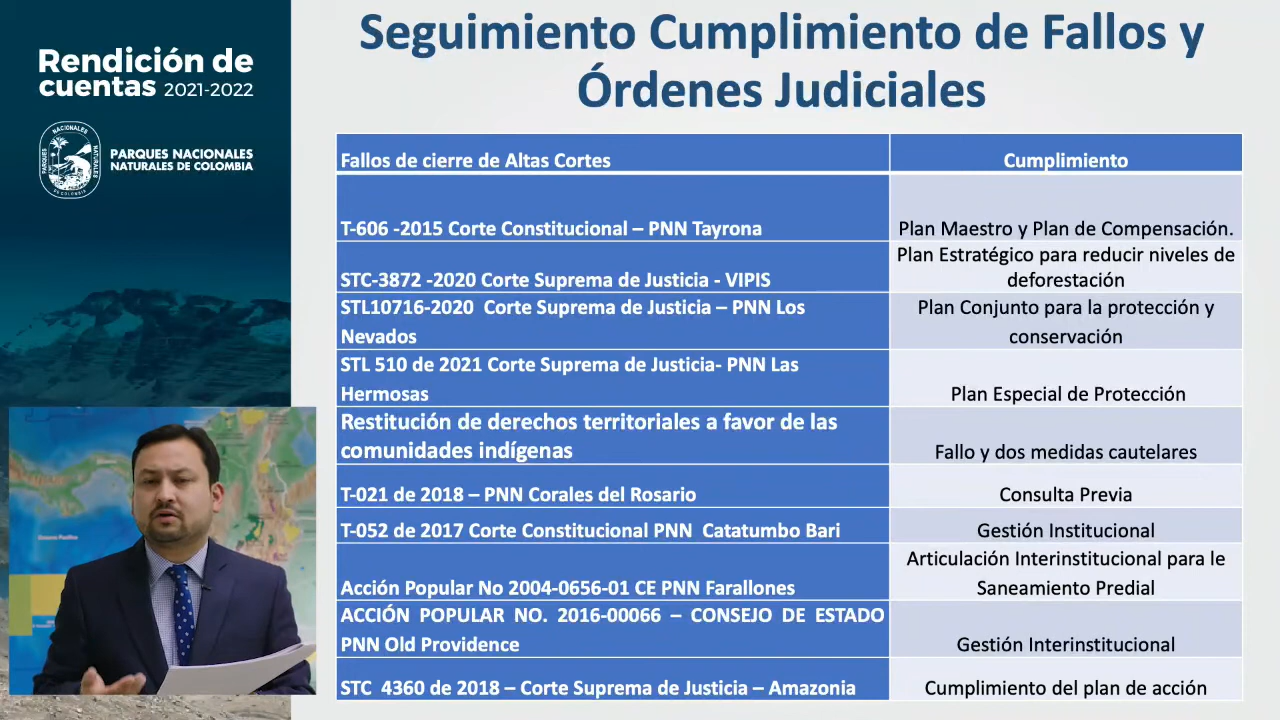 Rendición de
cuentas 2021-2022
NACIONALES
PARQUES
NATURALES
DE COLOMBIA
PARQUES NACIONALES
NATURALES DE COLOMBIA
Seguimiento Cumplimiento de Fallos y
Órdenes Judiciales
Fallos de cierre de Altas Cortes
Cumplimiento
T-606 -2015 Corte Constitucional – PNN Tayrona
Plan Maestro y Plan de Compensación.
STC-3872 -2020 Corte Suprema de Justicia - VIPIS
Plan Estratégico para reducir niveles de
deforestación
STL10716-2020 Corte Suprema de Justicia – PNN Los
Nevados
Plan Conjunto para la protección y
conservación
STL 510 de 2021 Corte Suprema de Justicia- PNN Las
Hermosas
Plan Especial de Protección
Restitución de derechos territoriales a favor de las
comunidades indígenas
Fallo y dos medidas cautelares
T-021 de 2018 – PNN Corales del Rosario
Consulta Previa
T-052 de 2017 Corte Constitucional PNN Catatumbo Bari
Gestión Institucional
Acción Popular No 2004-0656-01 CE PNN Farallones
Articulación Interinstitucional para le
Saneamiento Predial
ACCIÓN POPULAR NO. 2016-00066 – CONSEJO DE ESTADO
PNN Old Providence
Gestión Interinstitucional
STC 4360 de 2018 – Corte Suprema de Justicia – Amazonia
Cumplimiento del plan de acción